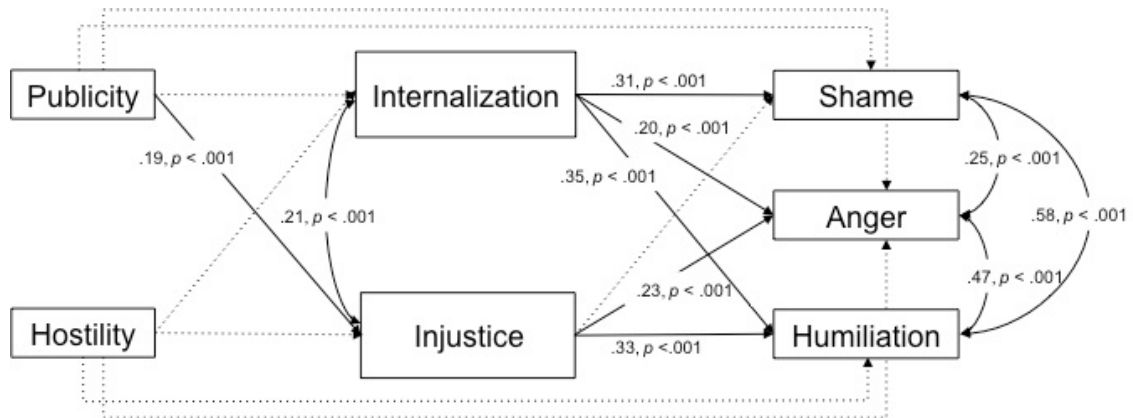 Publicity
Internalization
Shame
.31, p < .001
.20, p < .001
.19, p < .001
.35, p < .001
.25, p < .001
.21, p < .001
Anger
.58, p < .001
.23, p < .001
.47, p < .001
Hostility
Injustice
Humiliation
.33, p <.001